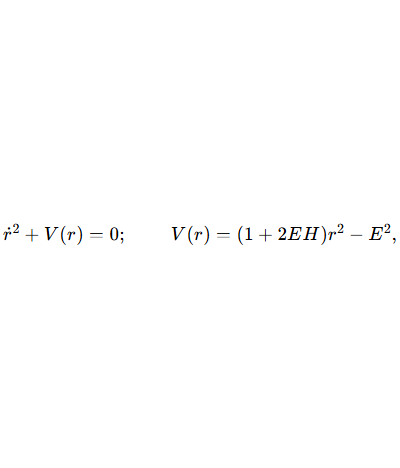 ṙ² + V(r) = 0;  V(r) = (1 + 2EH)r² − E²,